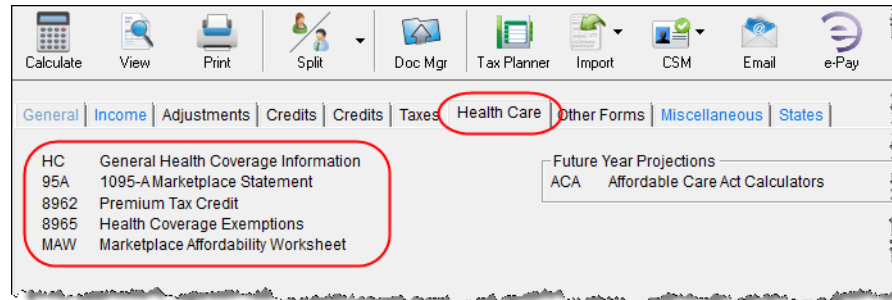 Calculate View Print Split Doc Mgr Tax Planner Import CSM Email e-Pay
General Income Adjustments Credits Credits Taxes Health Care Other Forms Miscellaneous States
HC General Health Coverage Information
95A 1095-A Marketplace Statement
8962 Premium Tax Credit
8965 Health Coverage Exemptions
MAW Marketplace Affordability Worksheet
Future Year Projections
ACA Affordable Care Act Calculators